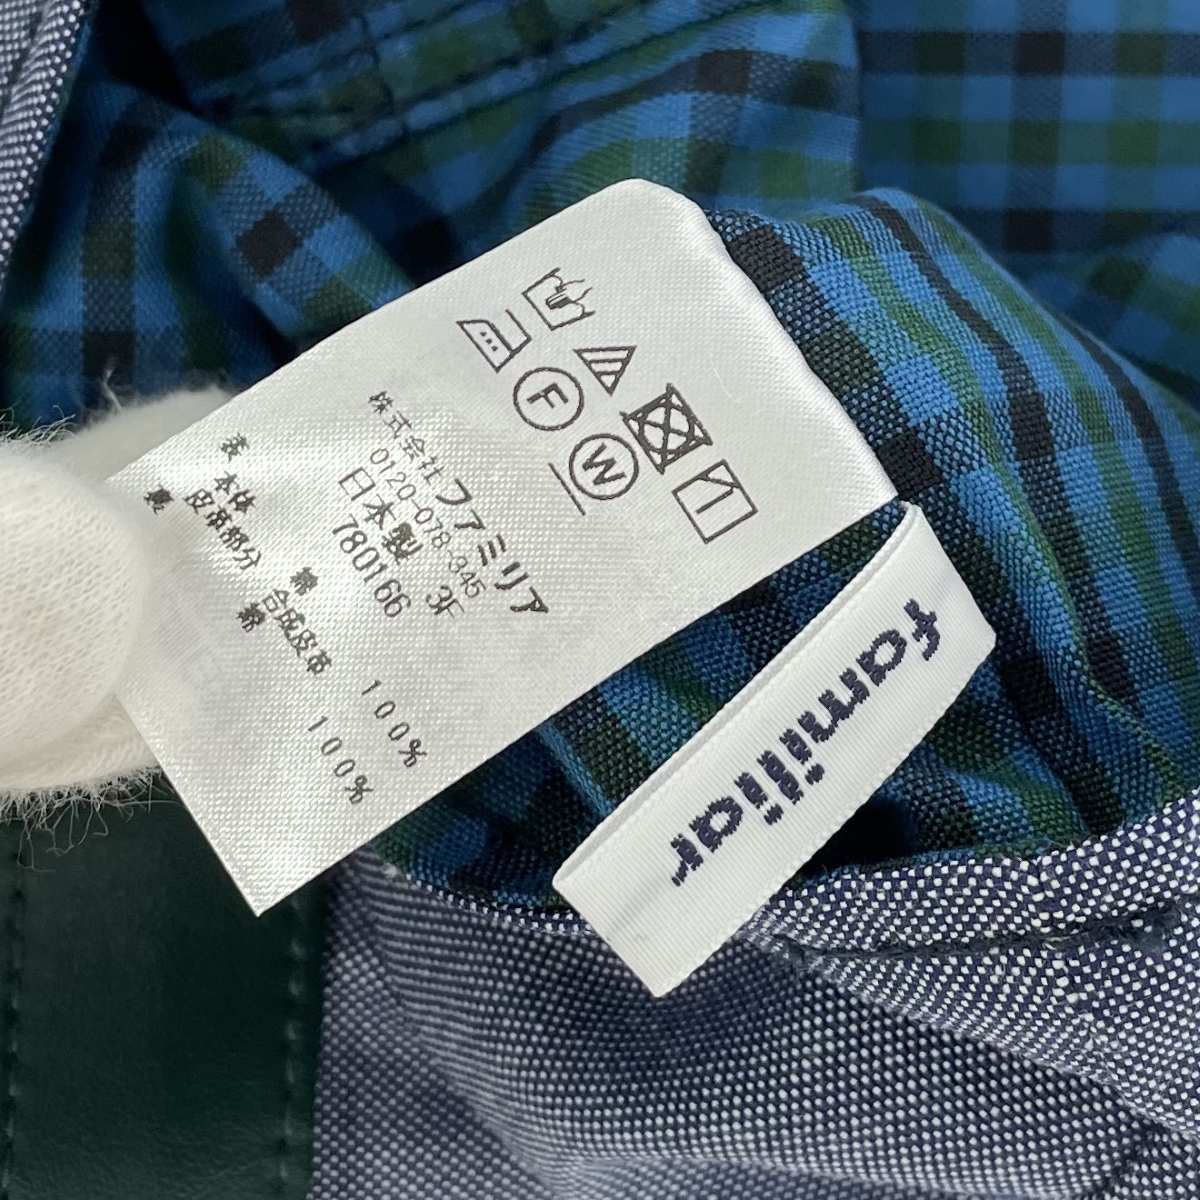 F
W
株式会社ファミリア
0120-078-345
日本製 3F
780166
表 本体 綿 100%
皮革部分 合成皮革
裏 綿 100%
familiar